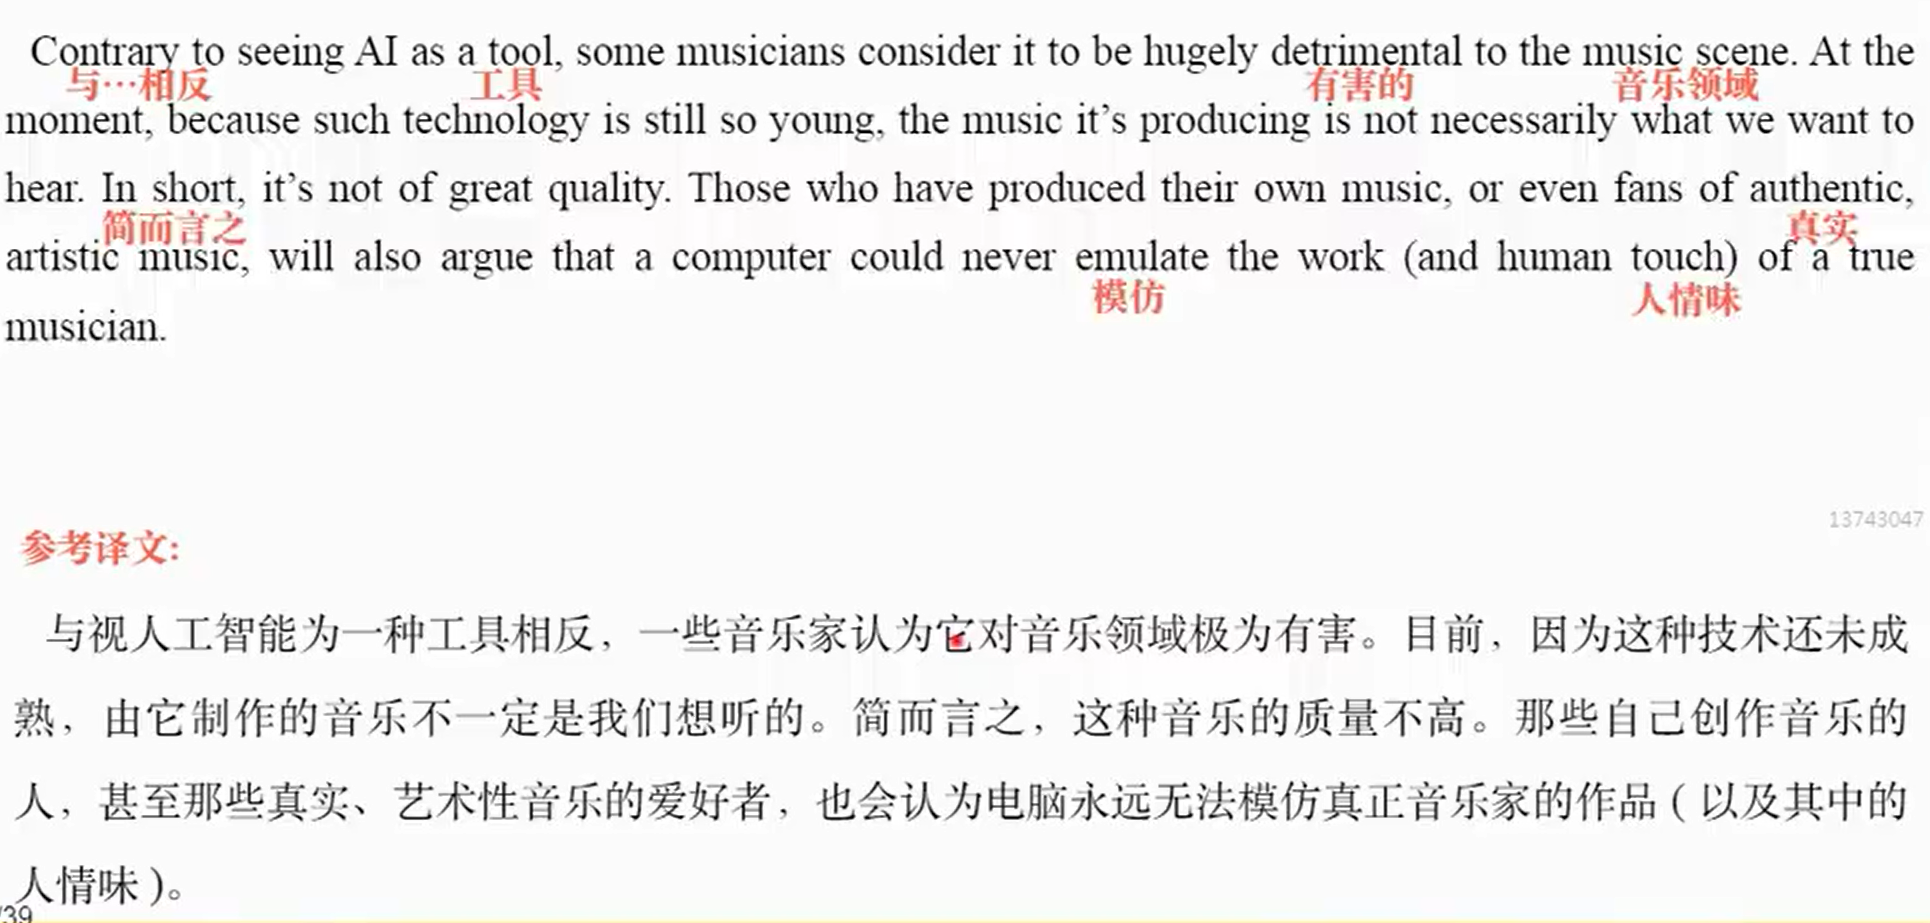 Contrary to seeing AI as a tool, some musicians consider it to be hugely detrimental to the music scene. At the
与…相反 工具 有害的 音乐领域
moment, because such technology is still so young, the music it’s producing is not necessarily what we want to
hear. In short, it’s not of great quality. Those who have produced their own music, or even fans of authentic,
简而言之 真实
artistic music, will also argue that a computer could never emulate the work (and human touch) of a true
模仿 人情味
musician.
13743047
参考译文:
与视人工智能为一种工具相反，一些音乐家认为它对音乐领域极为有害。目前，因为这种技术还未成
熟，由它制作的音乐不一定是我们想听的。简而言之，这种音乐的质量不高。那些自己创作音乐的
人，甚至那些真实、艺术性音乐的爱好者，也会认为电脑永远无法模仿真正音乐家的作品（以及其中的
人情味）。
/39